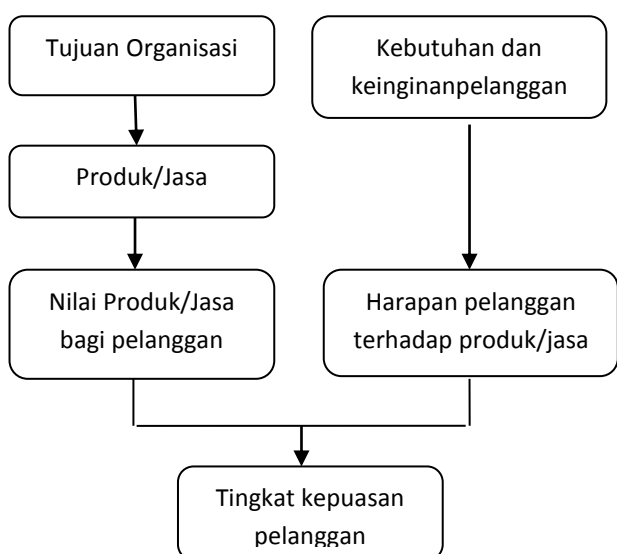 Tujuan Organisasi
Kebutuhan dan
keinginanpelanggan
Produk/Jasa
Nilai Produk/Jasa
bagi pelanggan
Harapan pelanggan
terhadap produk/jasa
Tingkat kepuasan
pelanggan